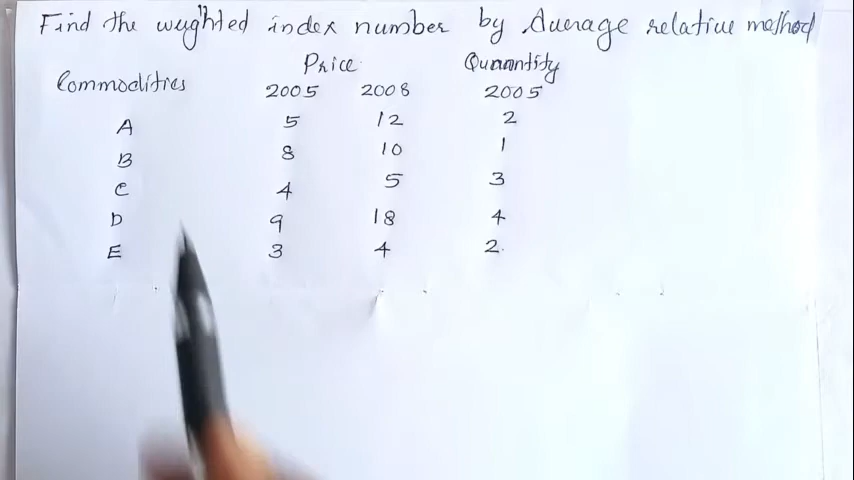 Find the weighted index number by Average relative method
Price Quanantity
Commodities 2005 2008 2005
A 5 12 2
B 8 10 1
C 4 5 3
D 9 18 4
E 3 4 2